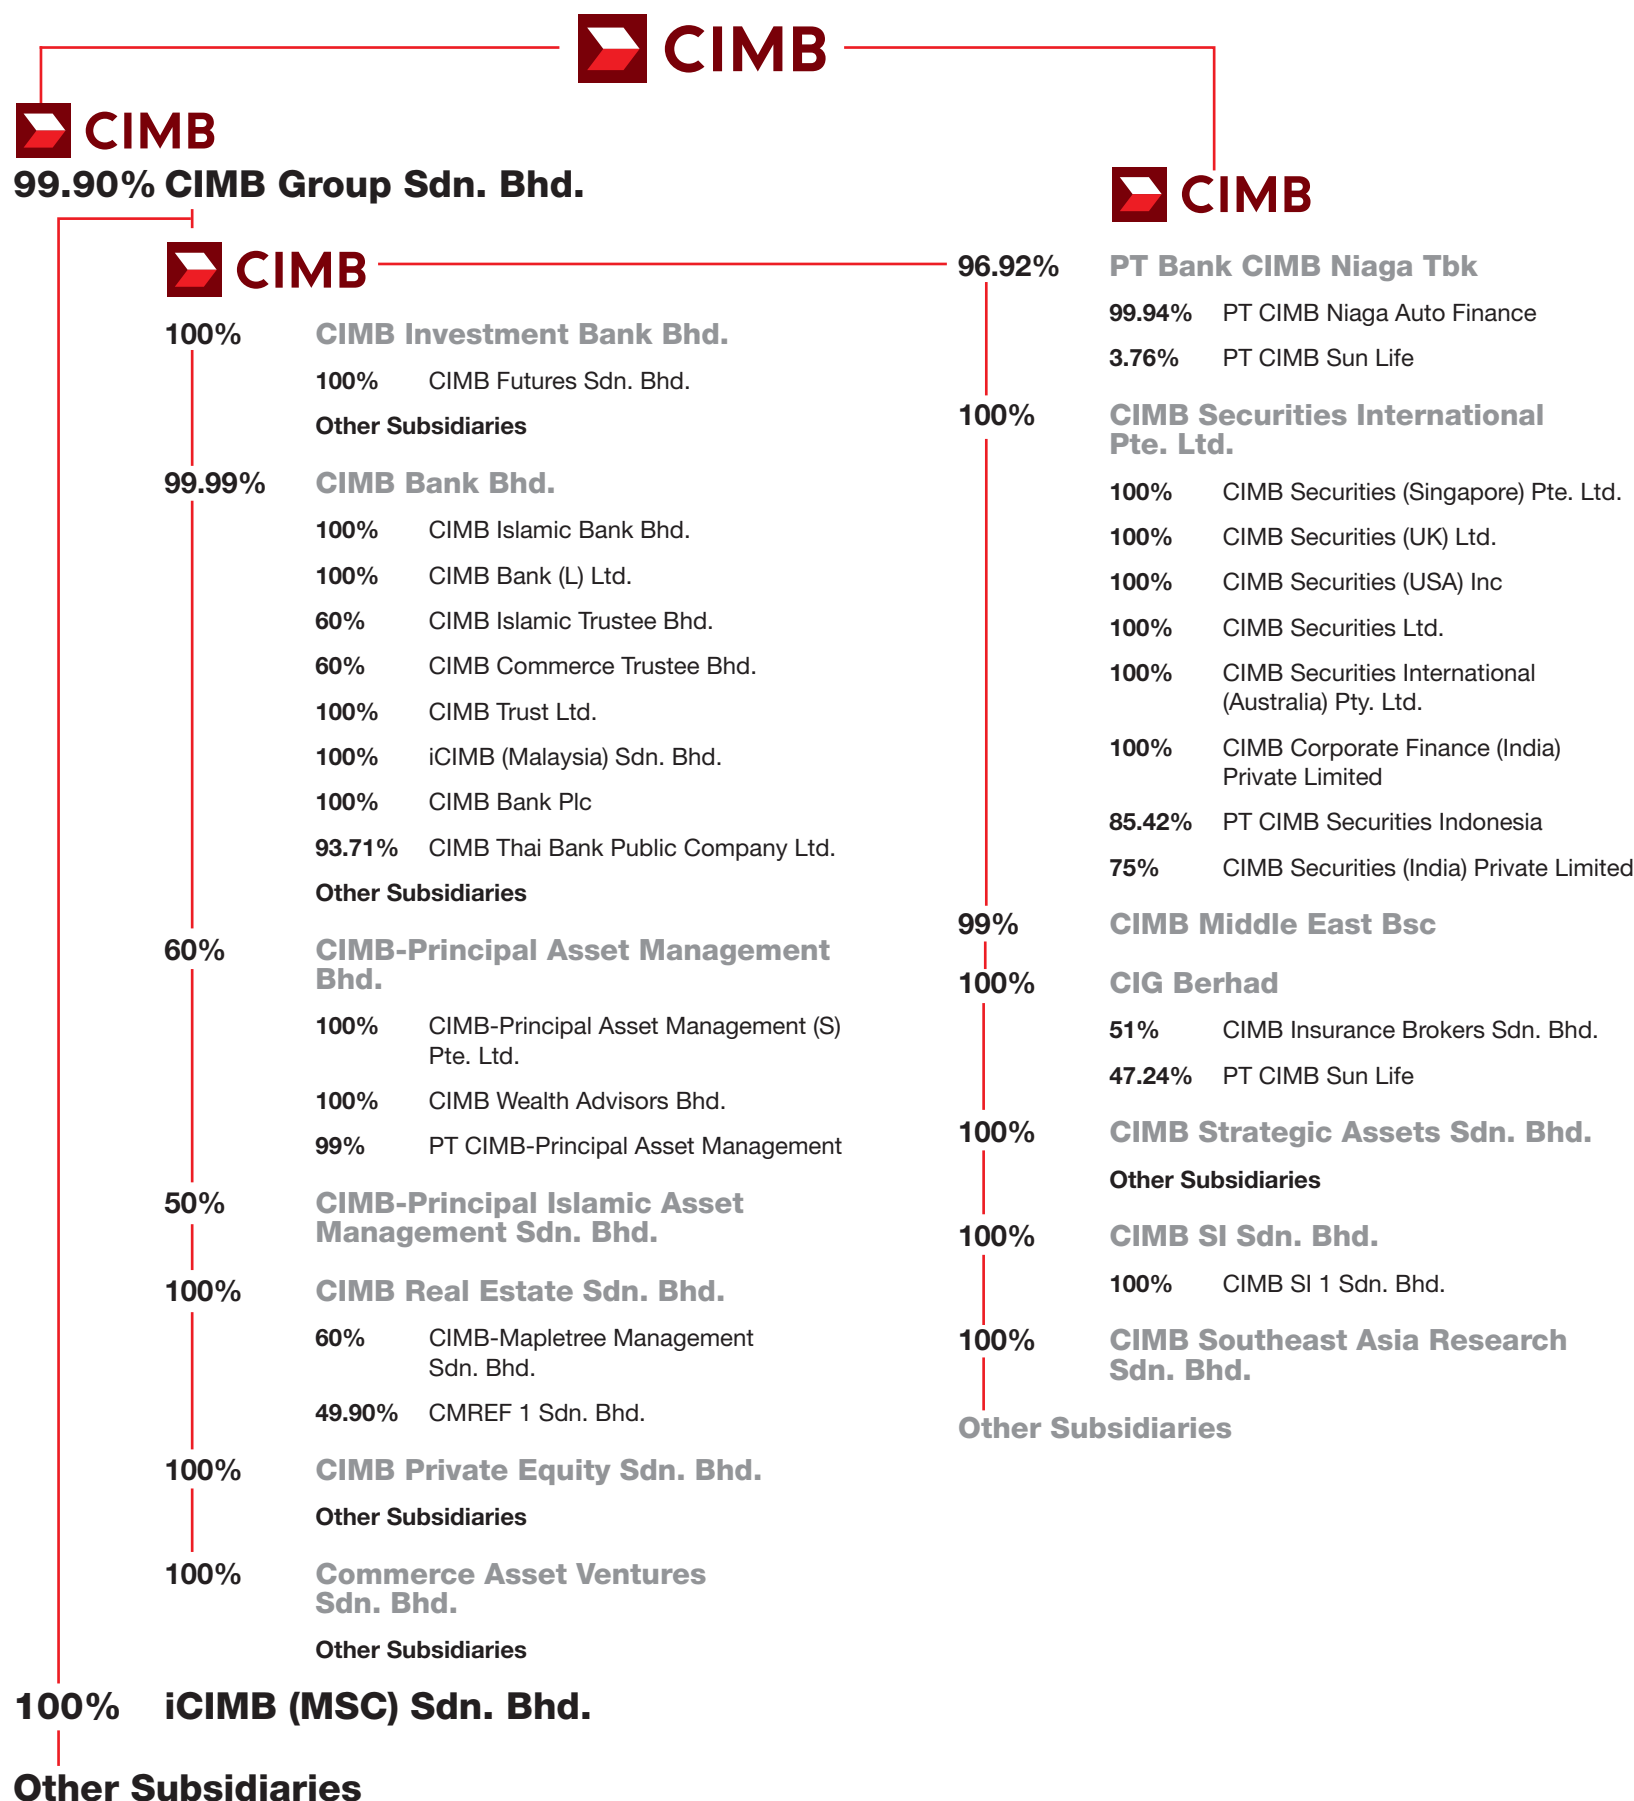 CIMB
CIMB
99.90% CIMB Group Sdn. Bhd.
CIMB
100% CIMB Investment Bank Bhd.
100% CIMB Futures Sdn. Bhd.
Other Subsidiaries
99.99% CIMB Bank Bhd.
100% CIMB Islamic Bank Bhd.
100% CIMB Bank (L) Ltd.
60% CIMB Islamic Trustee Bhd.
60% CIMB Commerce Trustee Bhd.
100% CIMB Trust Ltd.
100% iCIMB (Malaysia) Sdn. Bhd.
100% CIMB Bank Plc
93.71% CIMB Thai Bank Public Company Ltd.
Other Subsidiaries
60% CIMB-Principal Asset Management
Bhd.
100% CIMB-Principal Asset Management (S)
Pte. Ltd.
100% CIMB Wealth Advisors Bhd.
99% PT CIMB-Principal Asset Management
50% CIMB-Principal Islamic Asset
Management Sdn. Bhd.
100% CIMB Real Estate Sdn. Bhd.
60% CIMB-Mapletree Management
Sdn. Bhd.
49.90% CMREF 1 Sdn. Bhd.
100% CIMB Private Equity Sdn. Bhd.
Other Subsidiaries
100% Commerce Asset Ventures
Sdn. Bhd.
Other Subsidiaries
100% iCIMB (MSC) Sdn. Bhd.
Other Subsidiaries
CIMB
96.92% PT Bank CIMB Niaga Tbk
99.94% PT CIMB Niaga Auto Finance
3.76% PT CIMB Sun Life
100% CIMB Securities International
Pte. Ltd.
100% CIMB Securities (Singapore) Pte. Ltd.
100% CIMB Securities (UK) Ltd.
100% CIMB Securities (USA) Inc
100% CIMB Securities Ltd.
100% CIMB Securities International
(Australia) Pty. Ltd.
100% CIMB Corporate Finance (India)
Private Limited
85.42% PT CIMB Securities Indonesia
75% CIMB Securities (India) Private Limited
99% CIMB Middle East Bsc
100% CIG Berhad
51% CIMB Insurance Brokers Sdn. Bhd.
47.24% PT CIMB Sun Life
100% CIMB Strategic Assets Sdn. Bhd.
Other Subsidiaries
100% CIMB SI Sdn. Bhd.
100% CIMB SI 1 Sdn. Bhd.
100% CIMB Southeast Asia Research
Sdn. Bhd.
Other Subsidiaries